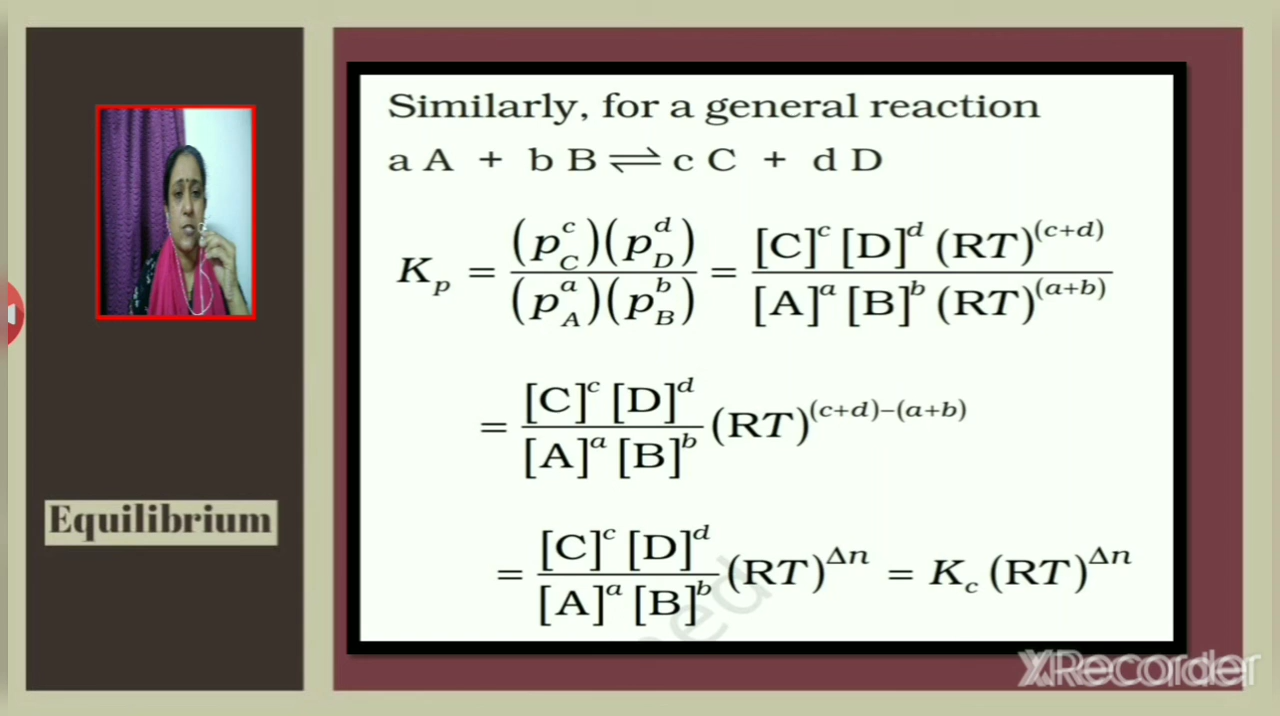 Similarly, for a general reaction
a A + b B ⇌ c C + d D
K_p = (p_C^c)(p_D^d) / (p_A^a)(p_B^b) = [C]^c [D]^d (RT)^(c+d) / [A]^a [B]^b (RT)^(a+b)
= [C]^c [D]^d / [A]^a [B]^b (RT)^(c+d)–(a+b)
= [C]^c [D]^d / [A]^a [B]^b (RT)^Δn = K_c (RT)^Δn
Equilibrium
XRecorder